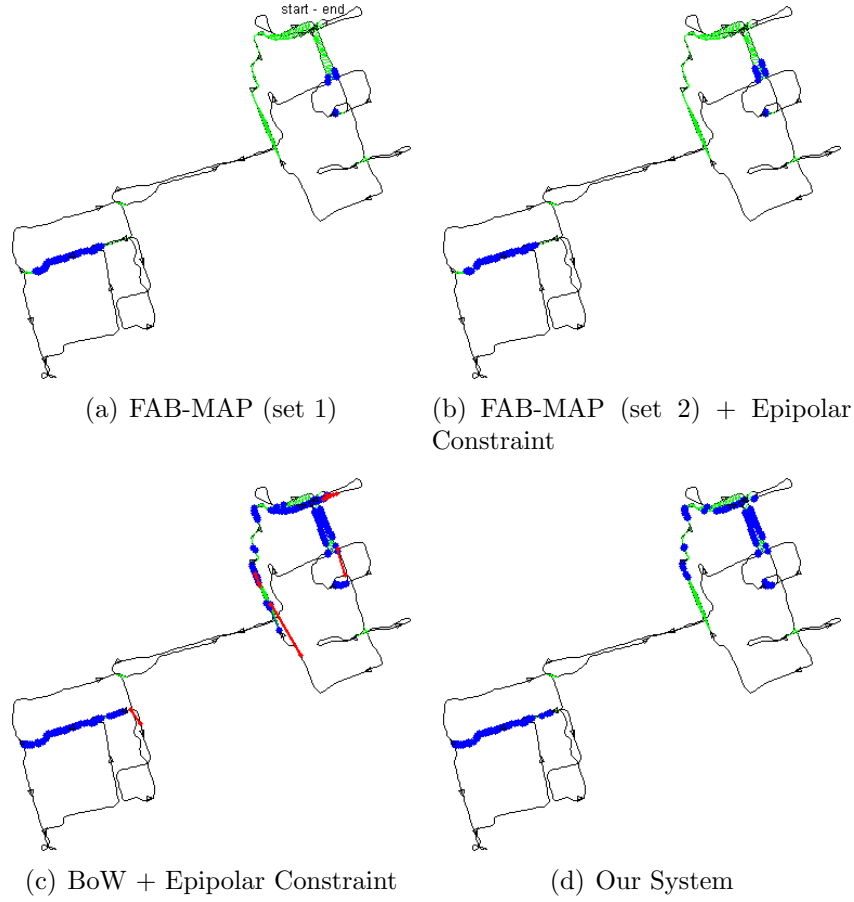 start - end
(a) FAB-MAP (set 1)
(b) FAB-MAP (set 2) + Epipolar
Constraint
(c) BoW + Epipolar Constraint
(d) Our System